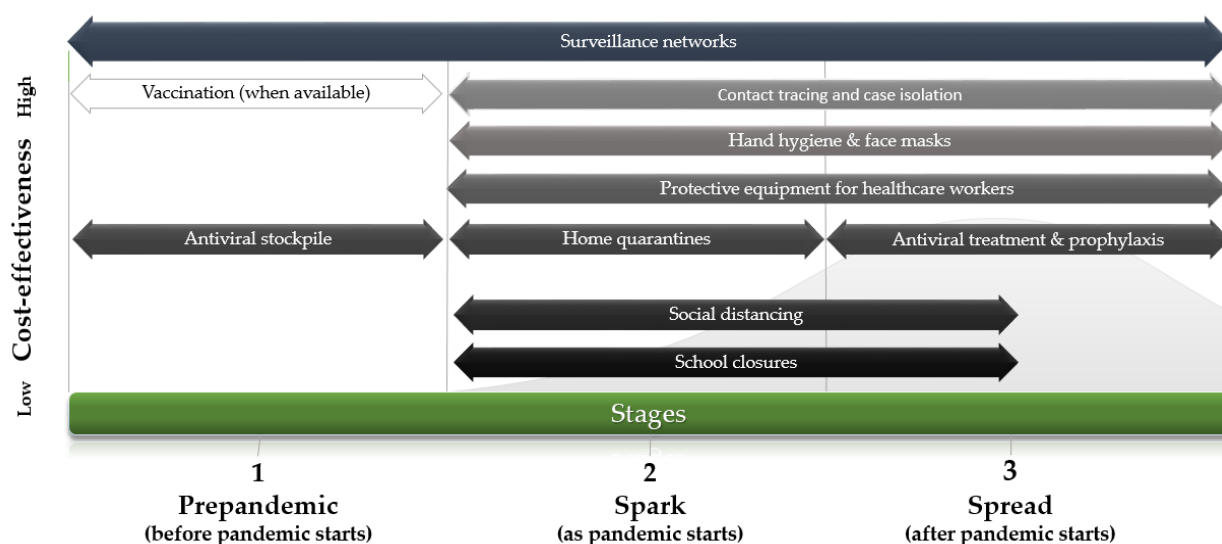 Surveillance networks
Vaccination (when available)
Contact tracing and case isolation
Hand hygiene & face masks
Protective equipment for healthcare workers
Antiviral stockpile
Home quarantines
Antiviral treatment & prophylaxis
Social distancing
School closures
High
Cost-effectiveness
Low
Stages
1
2
3
Prepandemic
Spark
Spread
(before pandemic starts)
(as pandemic starts)
(after pandemic starts)